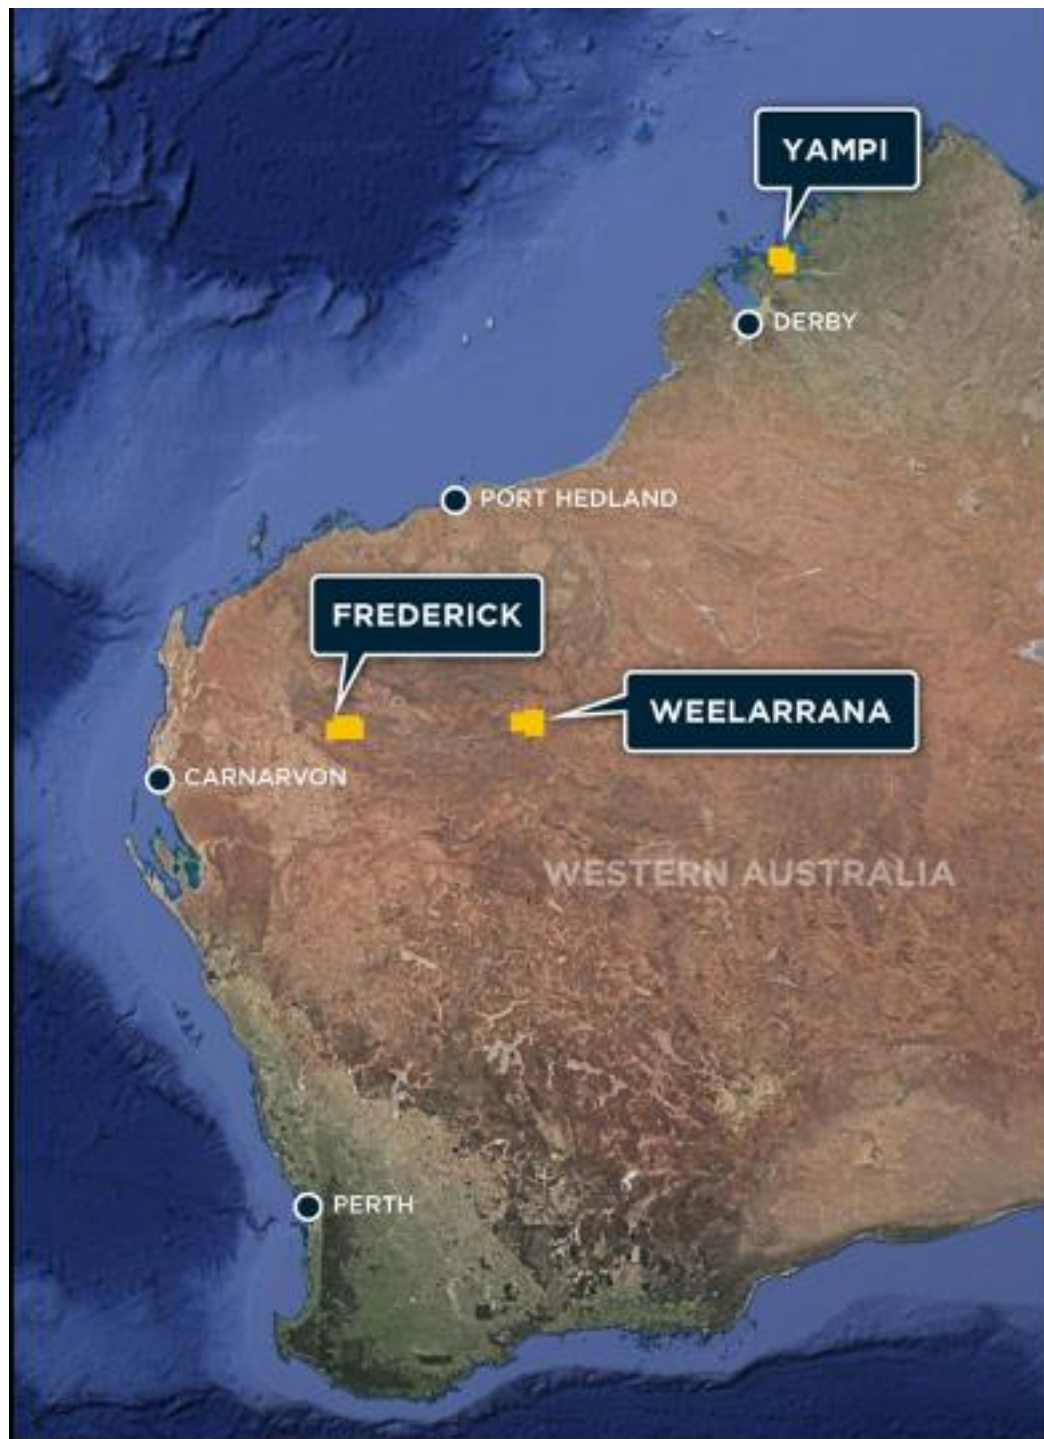 YAMPI
DERBY
PORT HEDLAND
FREDERICK
WEELARRANA
CARNARVON
WESTERN AUSTRALIA
PERTH